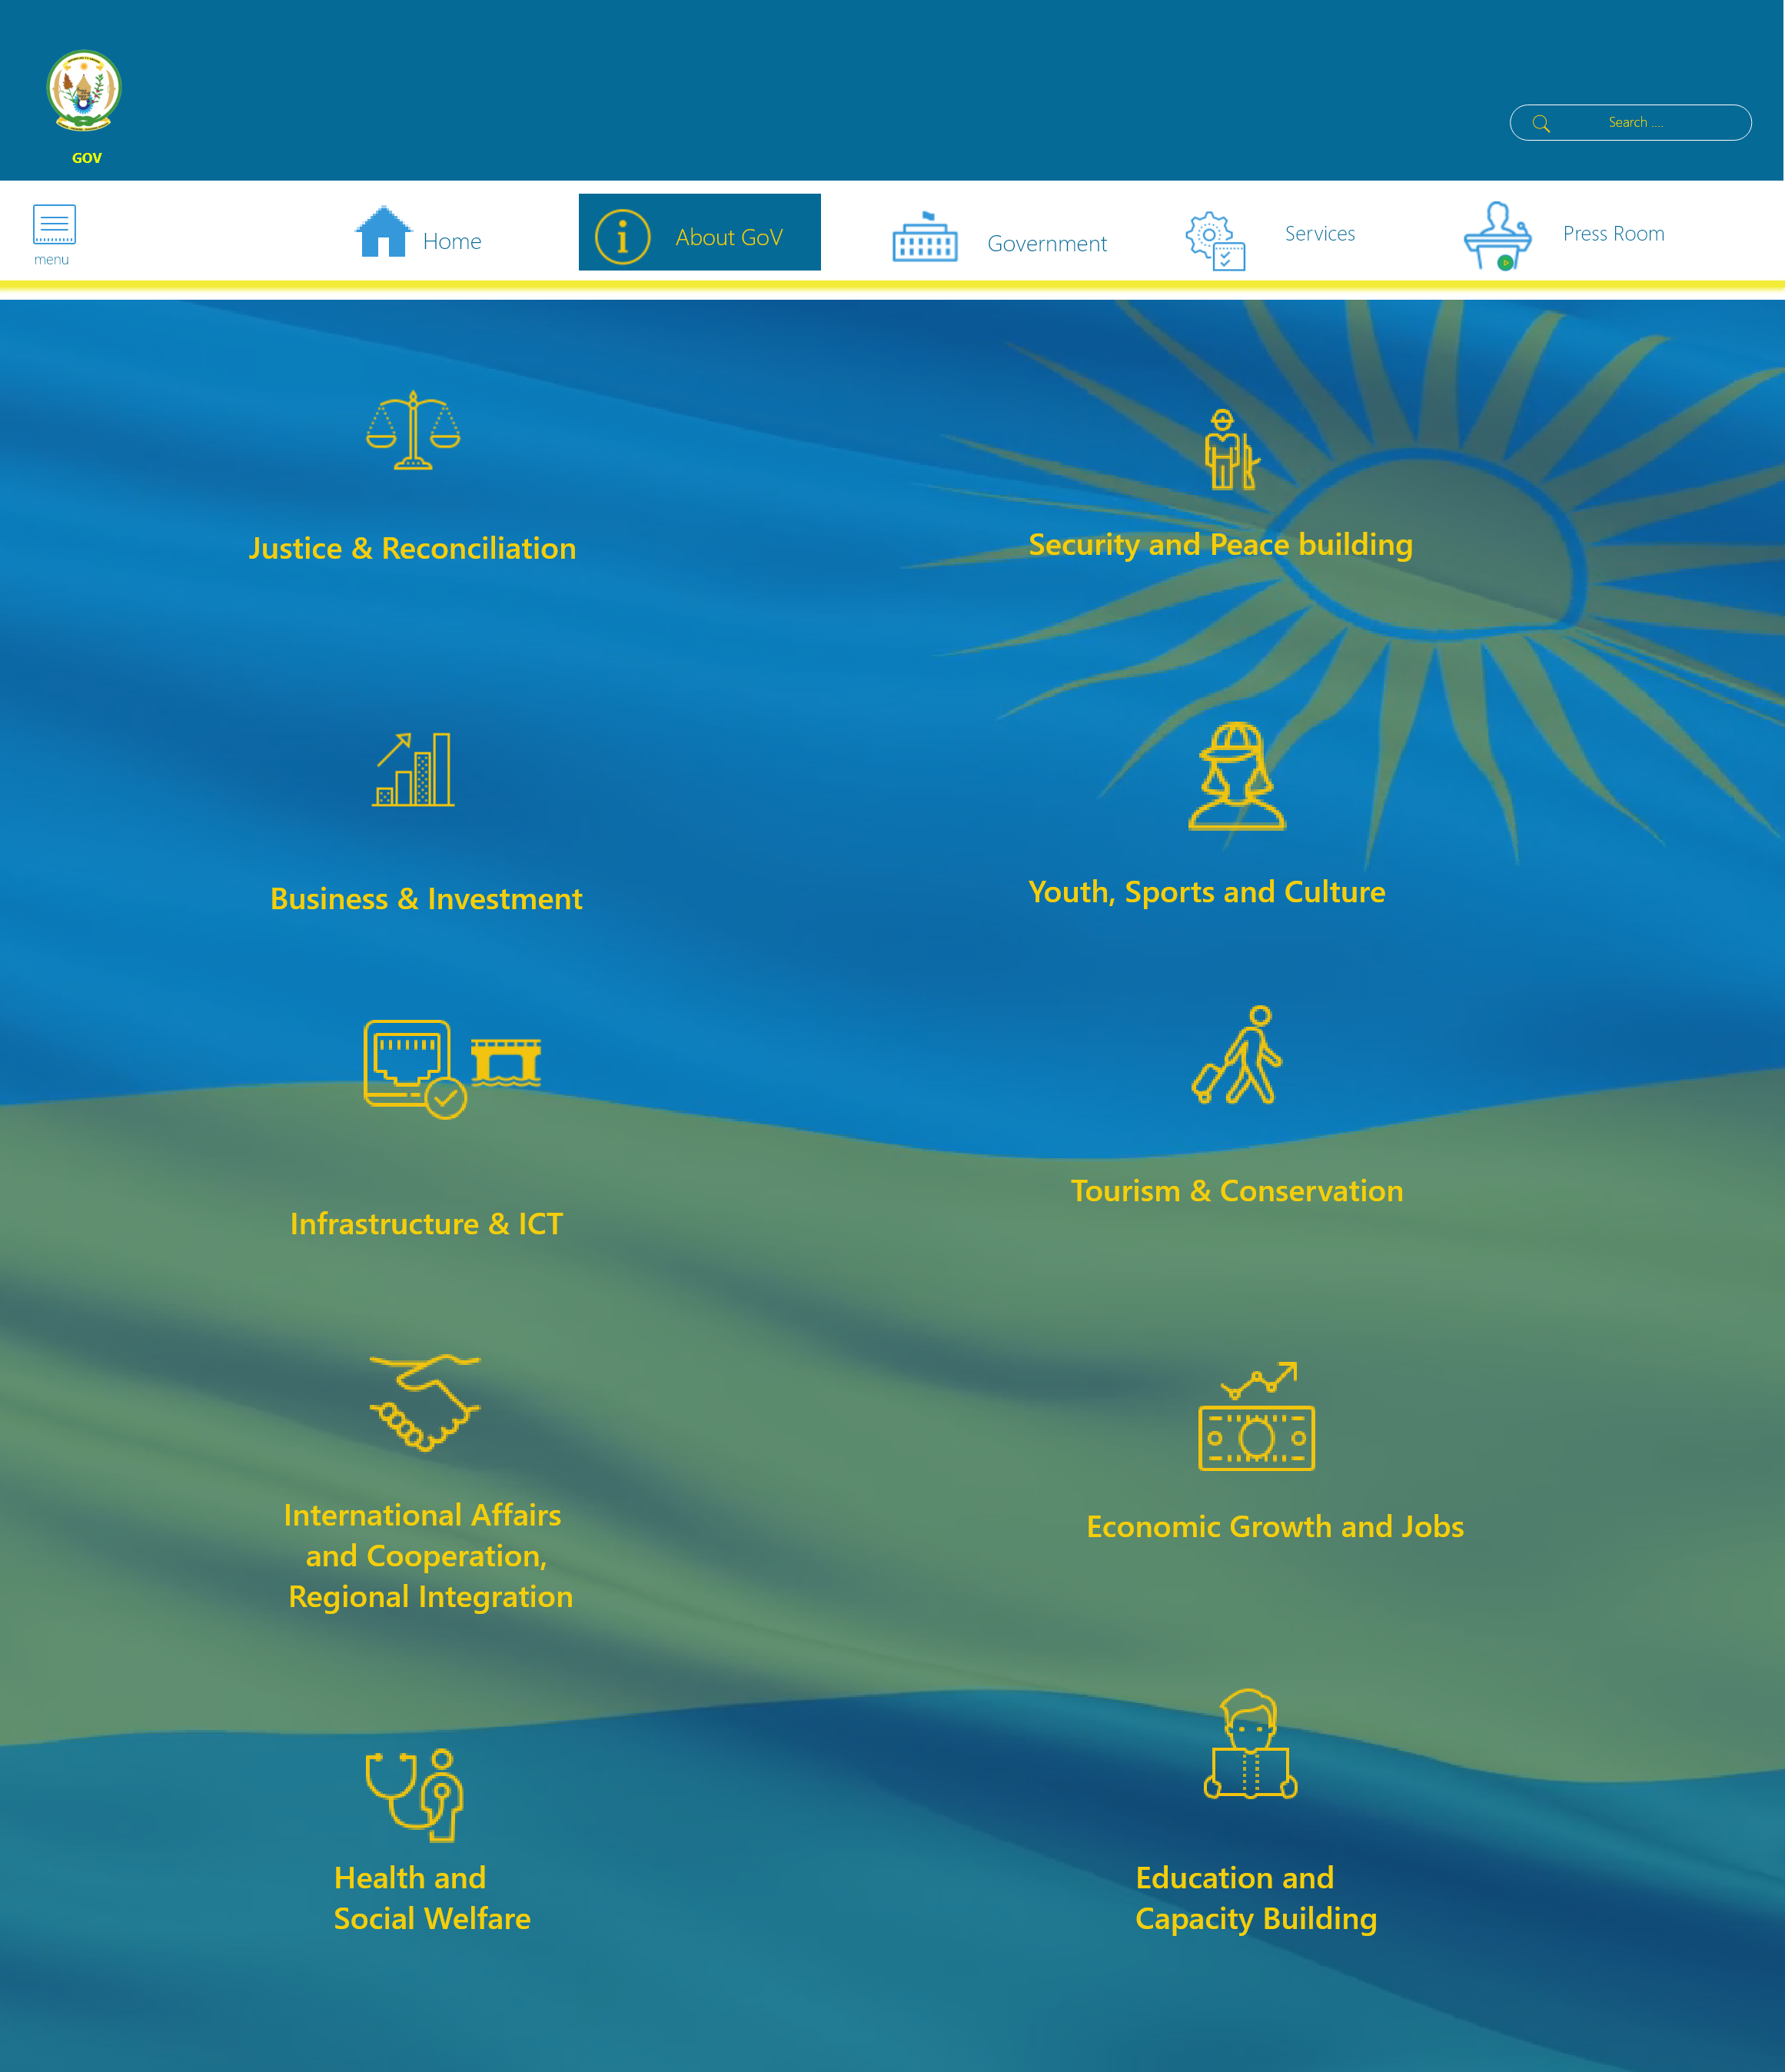 GOV
Search ....
menu
Home
About GoV
Government
Services
Press Room
Justice & Reconciliation
Security and Peace building
Business & Investment
Youth, Sports and Culture
Infrastructure & ICT
Tourism & Conservation
International Affairs
and Cooperation,
Regional Integration
Economic Growth and Jobs
Health and
Social Welfare
Education and
Capacity Building